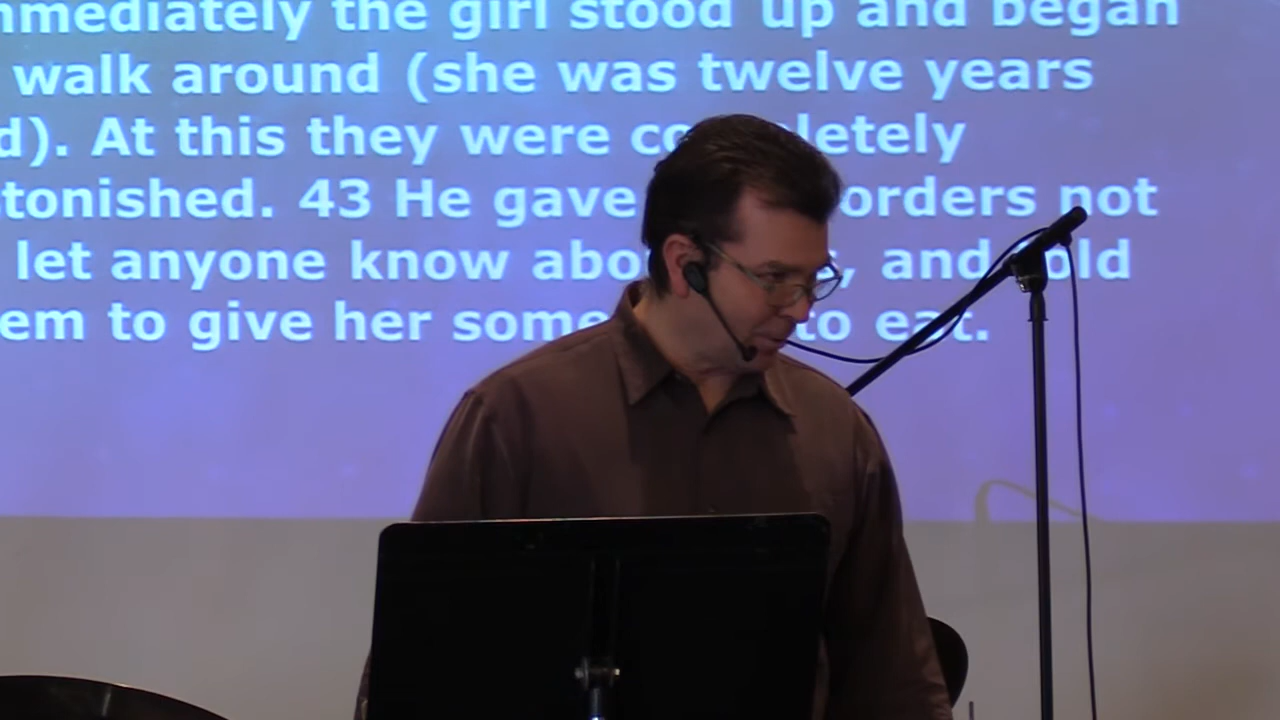 mmediately the girl stood up and began
walk around (she was twelve years
d). At this they were co letely
tonished. 43 He gave orders not
let anyone know abo , and old
em to give her some to eat.